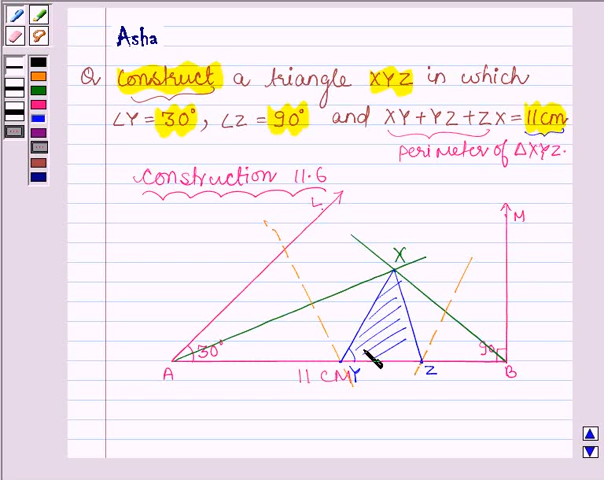 Asha
Q Construct a triangle XYZ in which
∠Y = 30°, ∠Z = 90° and XY+YZ+ZX = 11cm
perimeter of ΔXYZ.
Construction 11.6
L
M
X
30°
90
A
11 CM
Y
Z
B